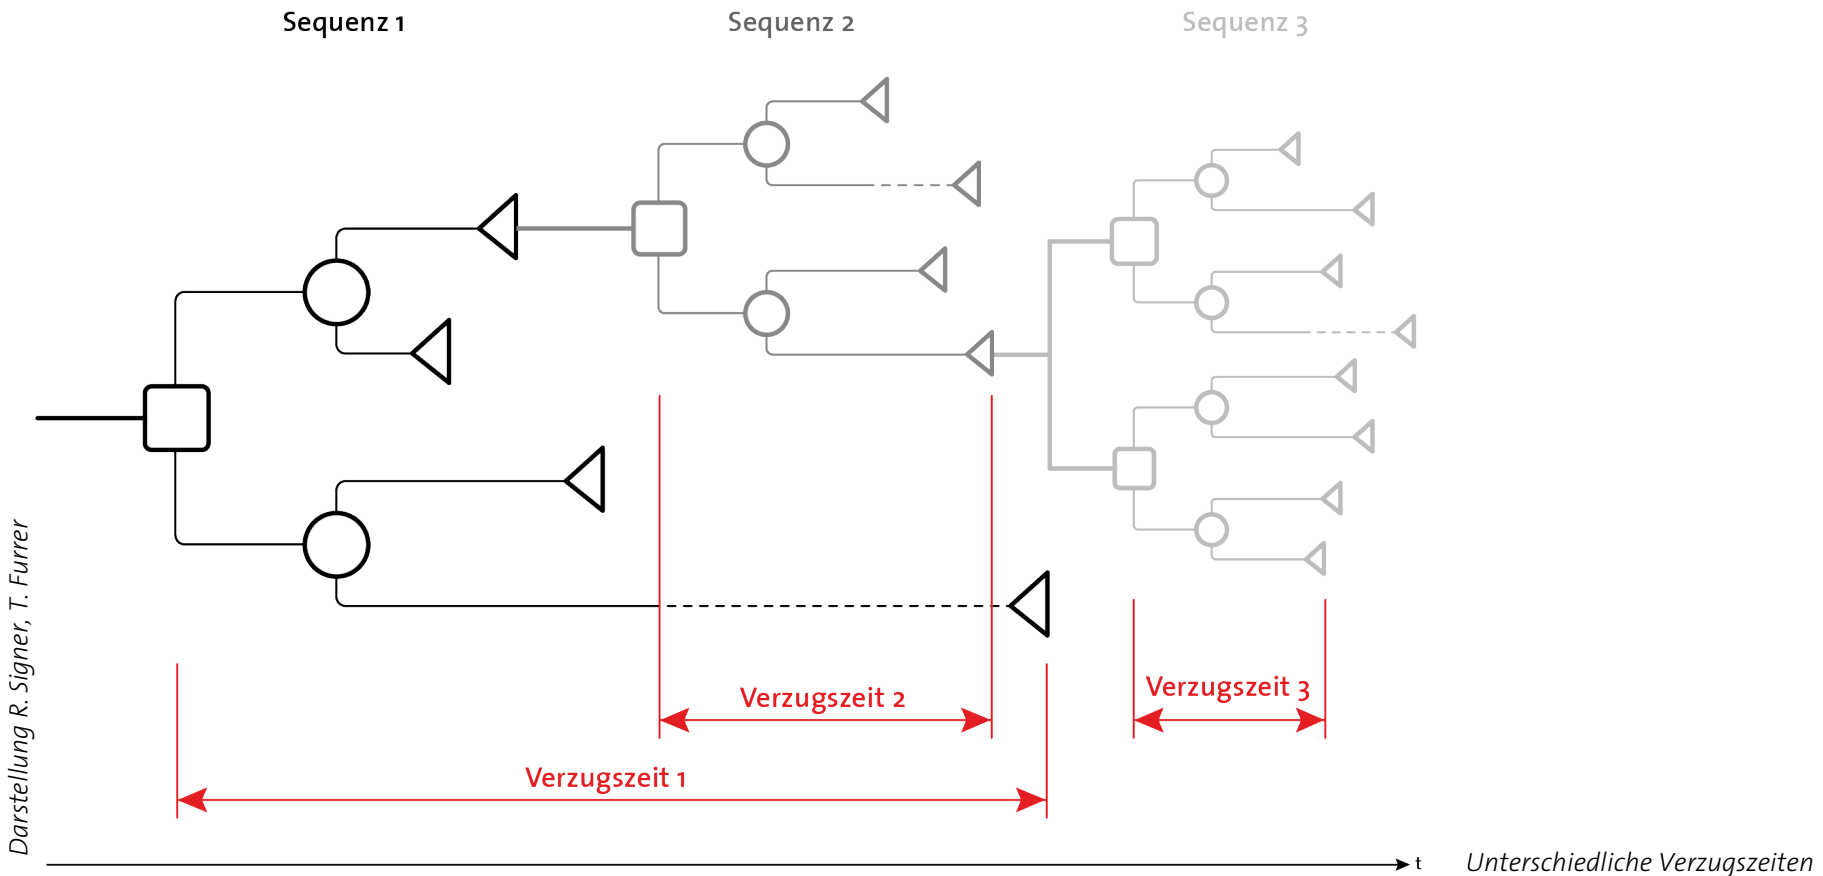 Sequenz 1
Sequenz 2
Sequenz 3
Verzugszeit 3
Verzugszeit 2
Verzugszeit 1
Darstellung R. Signer, T. Furrer
t
Unterschiedliche Verzugszeiten